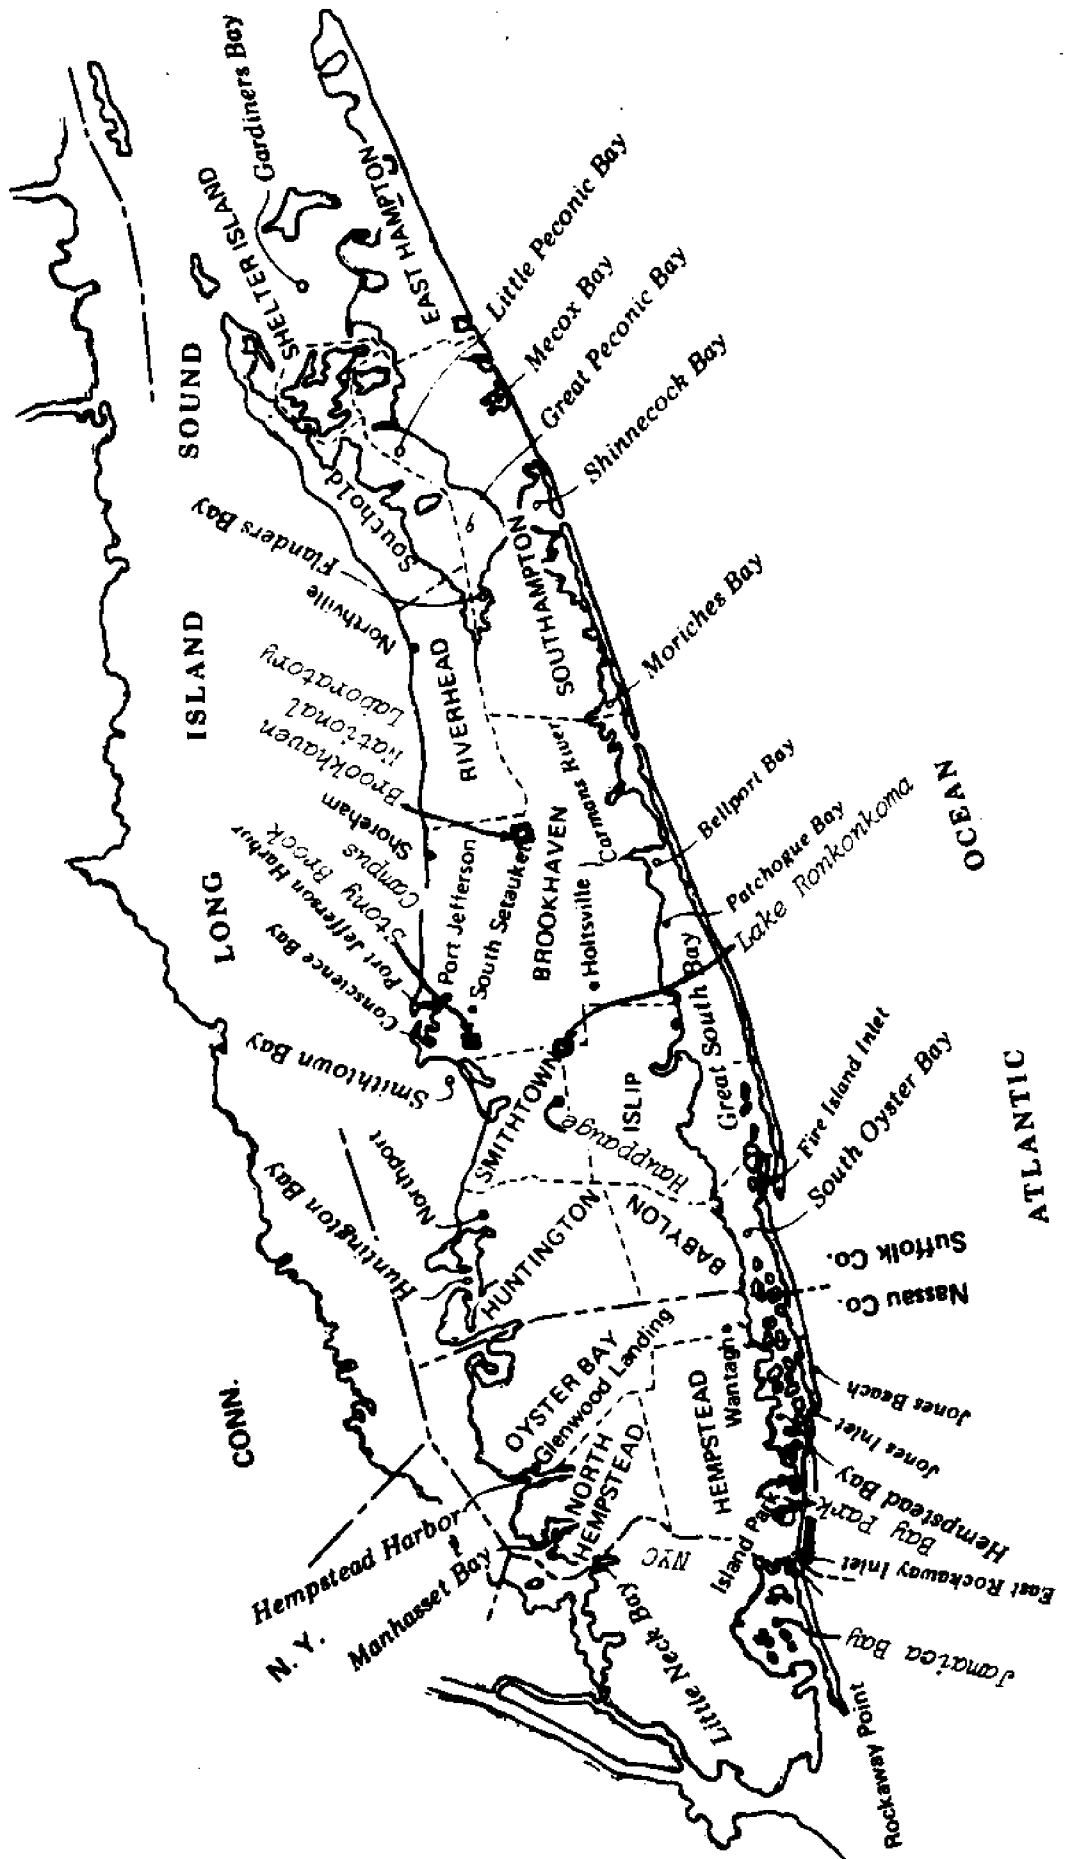 Gardiners Bay
SHELTER ISLAND
EAST HAMPTON
Little Peconic Bay
Mecox Bay
Great Peconic Bay
Shinnecock Bay
SOUND
ISLAND
LONG
Southold
Flanders Bay
Northville
SOUTHAMPTON
Moriches Bay
RIVERHEAD
Brookhaven
National
Laboratory
Shoreham
Stony Brook
Campus
Port Jefferson Harbor
Conscience Bay
Smithtown Bay
Port Jefferson
South Setauket
BROOKHAVEN
Holtsville
Carmans River
Bellport Bay
Patchogue Bay
Lake Ronkonkoma
OCEAN
ATLANTIC
Great South Bay
Fire Island Inlet
South Oyster Bay
SMITHTOWN
ISLIP
Hauppauge
Northport
Huntington Bay
HUNTINGTON
BABYLON
Suffolk Co.
Nassau Co.
CONN.
OYSTER BAY
Glenwood Landing
NORTH
HEMPSTEAD
HEMPSTEAD
Wantagh
Jones Beach
Jones Inlet
Hempstead Bay
Bay Park
Island Park
East Rockaway Inlet
Jamaica Bay
NYC
Hempstead Harbor
Manhasset Bay
N.Y.
Little Neck Bay
Rockaway Point